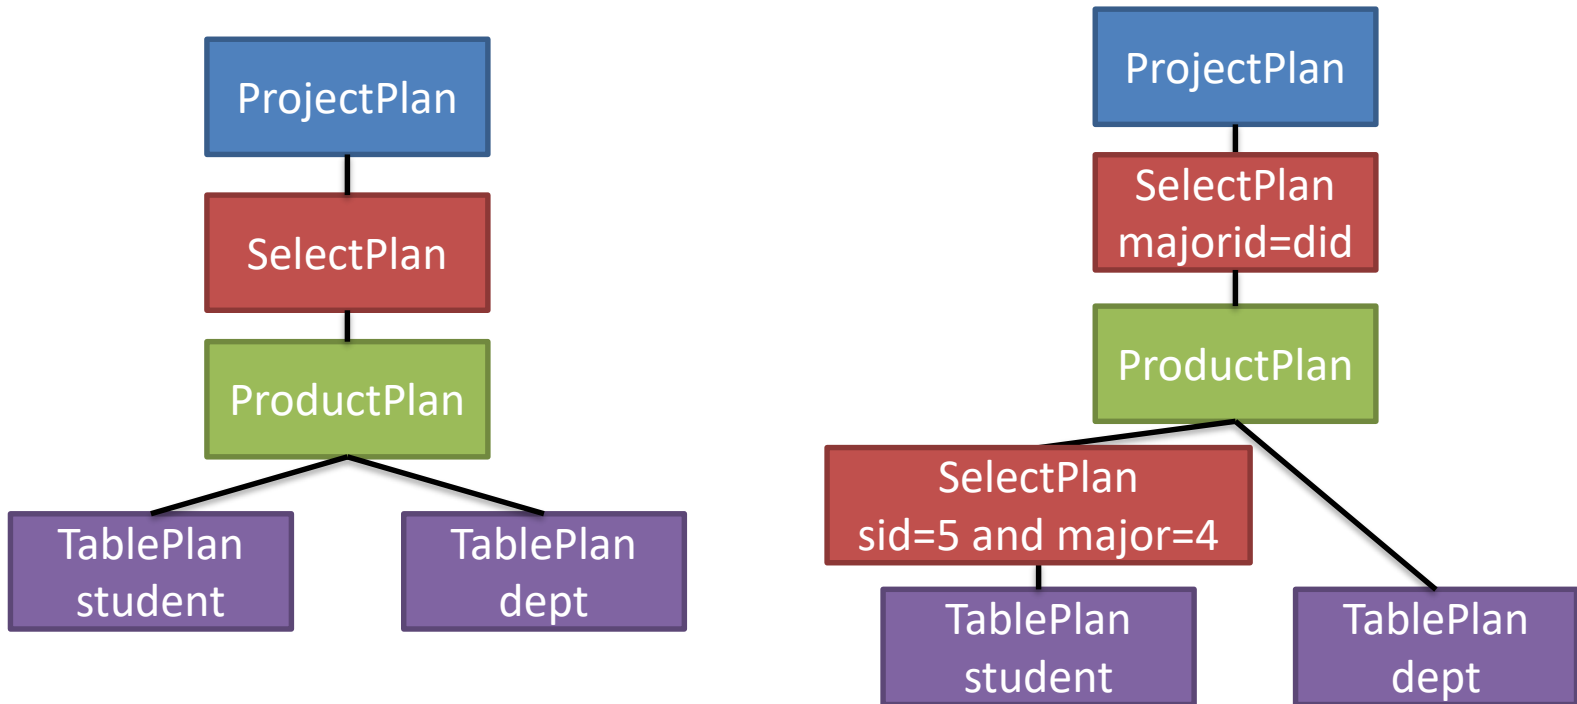 ProjectPlan
SelectPlan
ProductPlan
TablePlan
student
TablePlan
dept
ProjectPlan
SelectPlan
majorid=did
ProductPlan
SelectPlan
sid=5 and major=4
TablePlan
student
TablePlan
dept